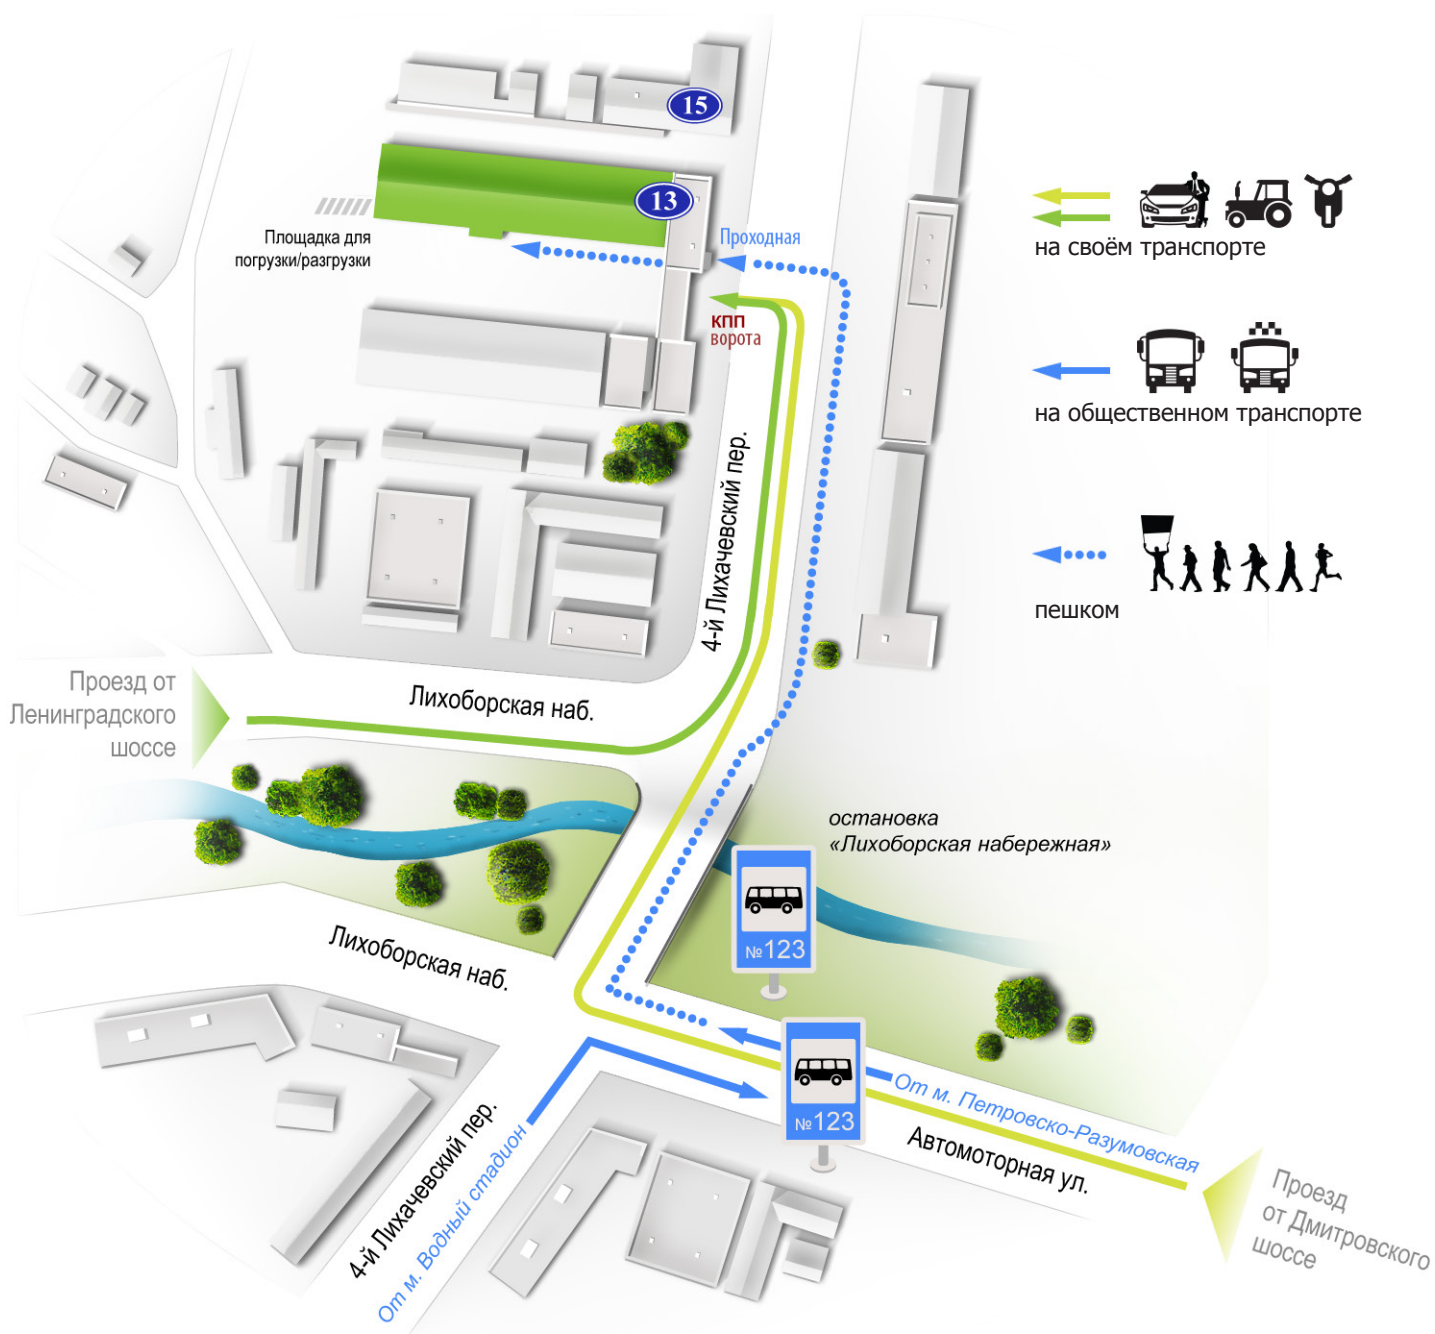 15
13
Площадка для
погрузки/разгрузки
Проходная
КПП
ворота
на своём транспорте
на общественном транспорте
пешком
4-й Лихачевский пер.
Проезд от
Ленинградского
шоссе
Лихоборская наб.
остановка
«Лихоборская набережная»
№123
Лихоборская наб.
№123
От м. Петровско-Разумовская
Автомоторная ул.
4-й Лихачевский пер.
От м. Водный стадион
Проезд
от Дмитровского
шоссе